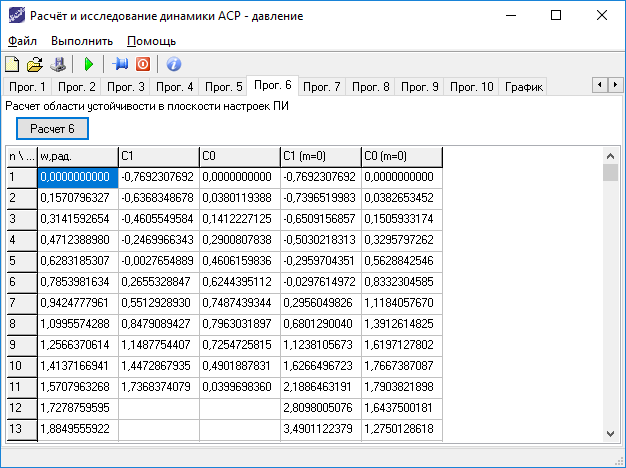 Расчёт и исследование динамики АСР - давление
Файл Выполнить Помощь
Прог. 1 Прог. 2 Прог. 3 Прог. 4 Прог. 5 Прог. 6 Прог. 7 Прог. 8 Прог. 9 Прог. 10 График
Расчет области устойчивости в плоскости настроек ПИ
Расчет 6
n \ ... w,рад. C1 C0 C1 (m=0) C0 (m=0)
1 0,0000000000 -0,7692307692 0,0000000000 -0,7692307692 0,0000000000
2 0,1570796327 -0,6368348678 0,0380119388 -0,7396519983 0,0382653452
3 0,3141592654 -0,4605549584 0,1412227125 -0,6509156857 0,1505933174
4 0,4712388980 -0,2469966343 0,2900807838 -0,5030218313 0,3295797262
5 0,6283185307 -0,0027654889 0,4606159836 -0,2959704351 0,5628842546
6 0,7853981634 0,2655328847 0,6244395112 -0,0297614972 0,8332304585
7 0,9424777961 0,5512928930 0,7487439344 0,2956049826 1,1184057670
8 1,0995574288 0,8479089427 0,7963031897 0,6801290040 1,3912614825
9 1,2566370614 1,1487754407 0,7254725815 1,1238105673 1,6197127802
10 1,4137166941 1,4472867935 0,4901887831 1,6266496723 1,7667387087
11 1,5707963268 1,7368374079 0,0399698360 2,1886463191 1,7903821898
12 1,7278759595 2,8098005076 1,6437500181
13 1,8849555922 3,4901122379 1,2750128618